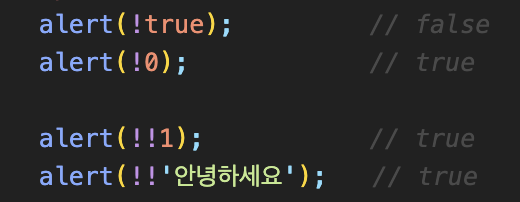 alert(!true);          // false
alert(!0);             // true

alert(!!1);            // true
alert(!!'안녕하세요');   // true